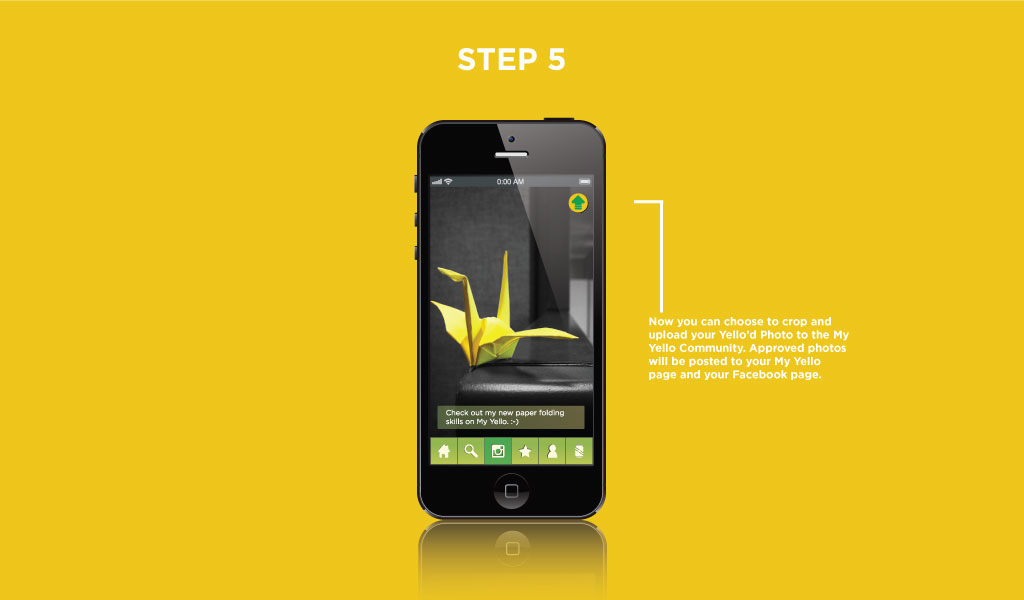 STEP 5
0:00 AM
Now you can choose to crop and
upload your Yello'd Photo to the My
Yello Community. Approved photos
will be posted to your My Yello
page and your Facebook page.
Check out my new paper folding
skills on My Yello. :-)